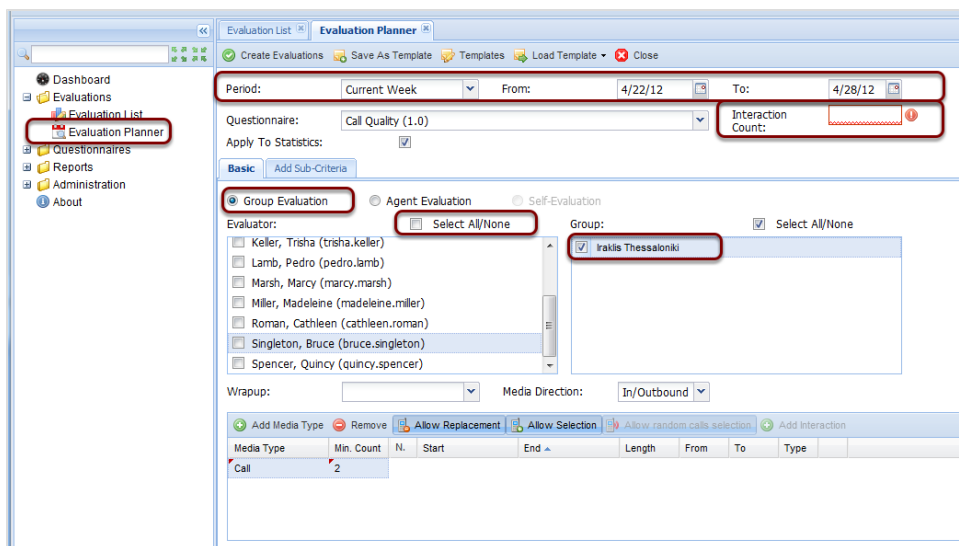 Evaluation List
Evaluation Planner
Create Evaluations Save As Template Templates Load Template Close
Dashboard
Evaluations
Evaluation List
Evaluation Planner
Questionnaires
Reports
Administration
About
Period: Current Week From: 4/22/12 To: 4/28/12
Questionnaire: Call Quality (1.0) Interaction Count:
Apply To Statistics:
Basic Add Sub-Criteria
Group Evaluation Agent Evaluation Self-Evaluation
Evaluator: Select All/None Group: Select All/None
Keller, Trisha (trisha.keller)
Lamb, Pedro (pedro.lamb)
Marsh, Marcy (marcy.marsh)
Miller, Madeleine (madeleine.miller)
Roman, Cathleen (cathleen.roman)
Singleton, Bruce (bruce.singleton)
Spencer, Quincy (quincy.spencer)
Iraklis Thessaloniki
Wrapup: Media Direction: In/Outbound
Add Media Type Remove Allow Replacement Allow Selection Allow random calls selection Add Interaction
Media Type Min. Count N. Start End Length From To Type
Call 2